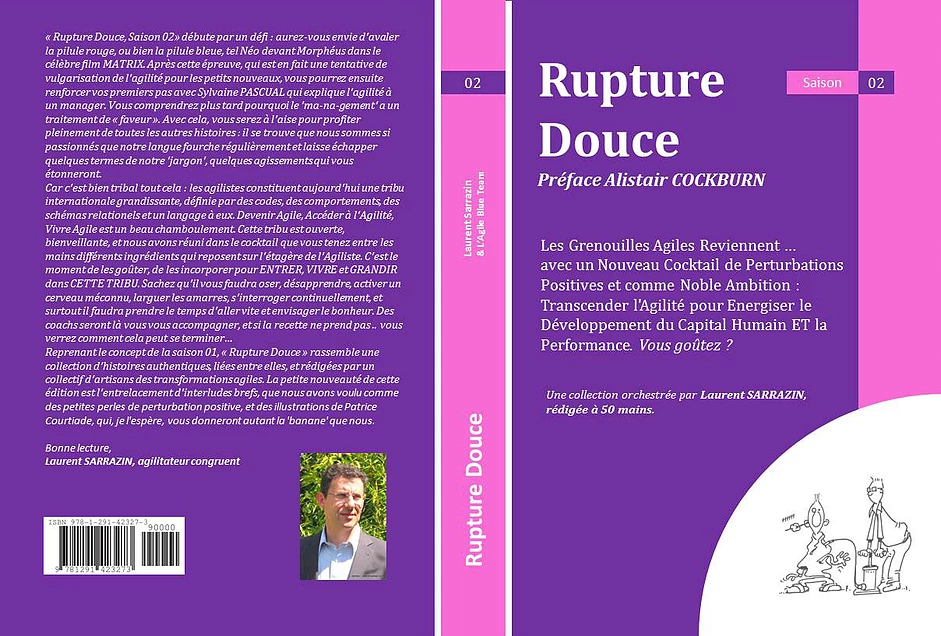 « Rupture Douce, Saison 02» débute par un défi : aurez-vous envie d'avaler
la pilule rouge, ou bien la pilule bleue, tel Néo devant Morphéus dans le
célèbre film MATRIX. Après cette épreuve, qui est en fait une tentative de
vulgarisation de l'agilité pour les petits nouveaux, vous pourrez ensuite
renforcer vos premiers pas avec Sylvaine PASCUAL qui explique l'agilité à
un manager. Vous comprendrez plus tard pourquoi le 'ma-na-gement' a un
traitement de « faveur ». Avec cela, vous serez à l'aise pour profiter
pleinement de toutes les autres histoires : il se trouve que nous sommes si
passionnés que notre langue fourche régulièrement et laisse échapper
quelques termes de notre 'jargon', quelques agissements qui vous
étonneront.
Car c'est bien tribal tout cela : les agilistes constituent aujourd'hui une tribu
internationale grandissante, définie par des codes, des comportements, des
schémas relationels et un langage à eux. Devenir Agile, Accéder à l'Agilité,
Vivre Agile est un beau chamboulement. Cette tribu est ouverte,
bienveillante, et nous avons réuni dans le cocktail que vous tenez entre les
mains différents ingrédients qui reposent sur l'étagère de l'Agiliste. C'est le
moment de les goûter, de les incorporer pour ENTRER, VIVRE et GRANDIR
dans CETTE TRIBU. Sachez qu'il vous faudra oser, désapprendre, activer un
cerveau méconnu, larguer les amarres, s'interroger continuellement, et
surtout il faudra prendre le temps d'aller vite et envisager le bonheur. Des
coachs seront là vous vous accompagner, et si la recette ne prend pas .. vous
verrez comment cela peut se terminer...
Reprenant le concept de la saison 01, « Rupture Douce » rassemble une
collection d'histoires authentiques, liées entre elles, et rédigées par un
collectif d'artisans des transformations agiles. La petite nouveauté de cette
édition est l'entrelacement d'interludes brefs, que nous avons voulu comme
des petites perles de perturbation positive, et des illustrations de Patrice
Courtiade, qui, je l'espère, vous donneront autant la 'banane' que nous.
Bonne lecture,
Laurent SARRAZIN, agilitateur congruent
ISBN 978-1-291-42327-3
90000
9 781291 423273
02
Laurent Sarrazin
& L'Agile Blue Team
Rupture Douce
Rupture
Douce
Saison 02
Préface Alistair COCKBURN
Les Grenouilles Agiles Reviennent ...
avec un Nouveau Cocktail de Perturbations
Positives et comme Noble Ambition :
Transcender l'Agilité pour Energiser le
Développement du Capital Humain ET la
Performance. Vous goûtez ?
Une collection orchestrée par Laurent SARRAZIN,
rédigée à 50 mains.